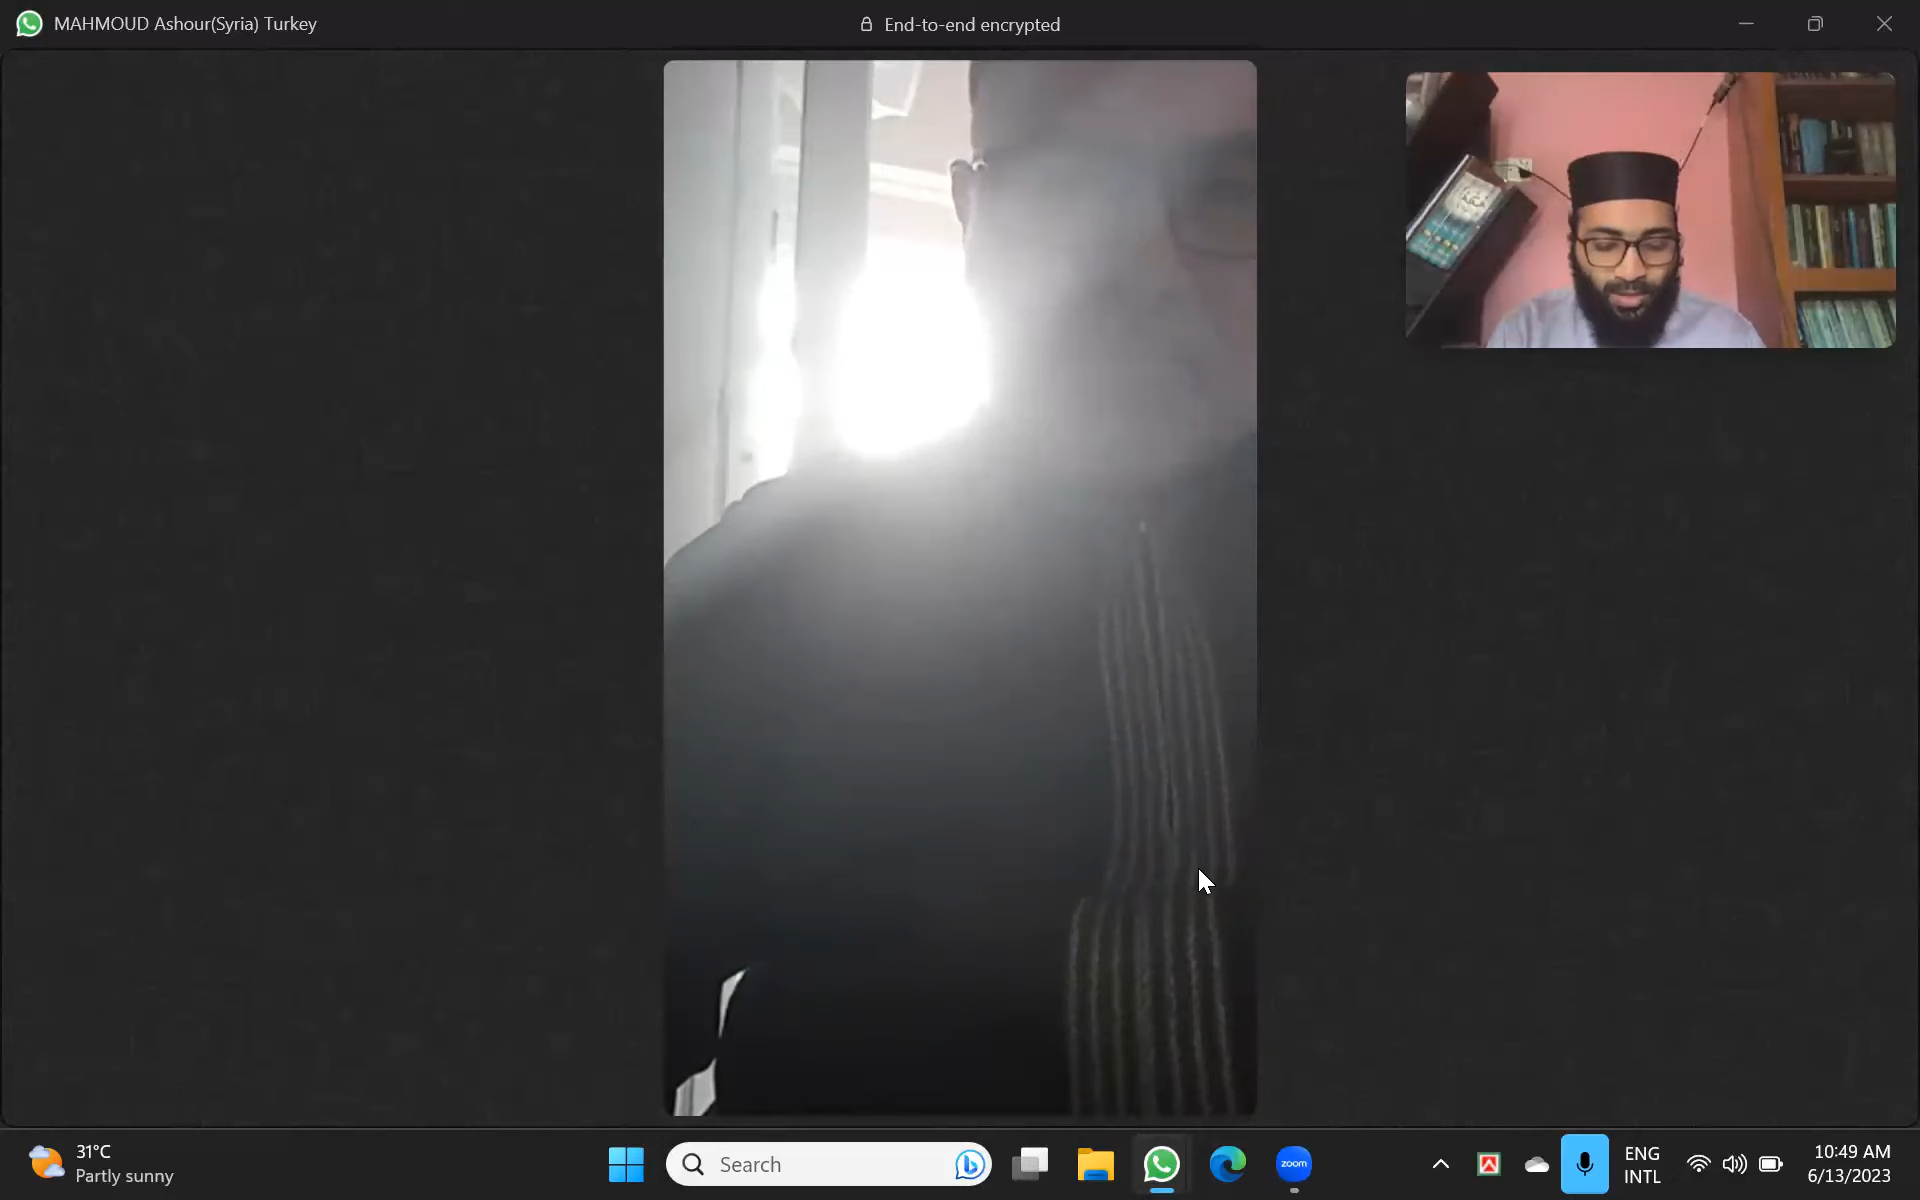 MAHMOUD Ashour(Syria) Turkey
End-to-end encrypted
31°C
Partly sunny
Search
zoom
ENG
INTL
10:49 AM
6/13/2023